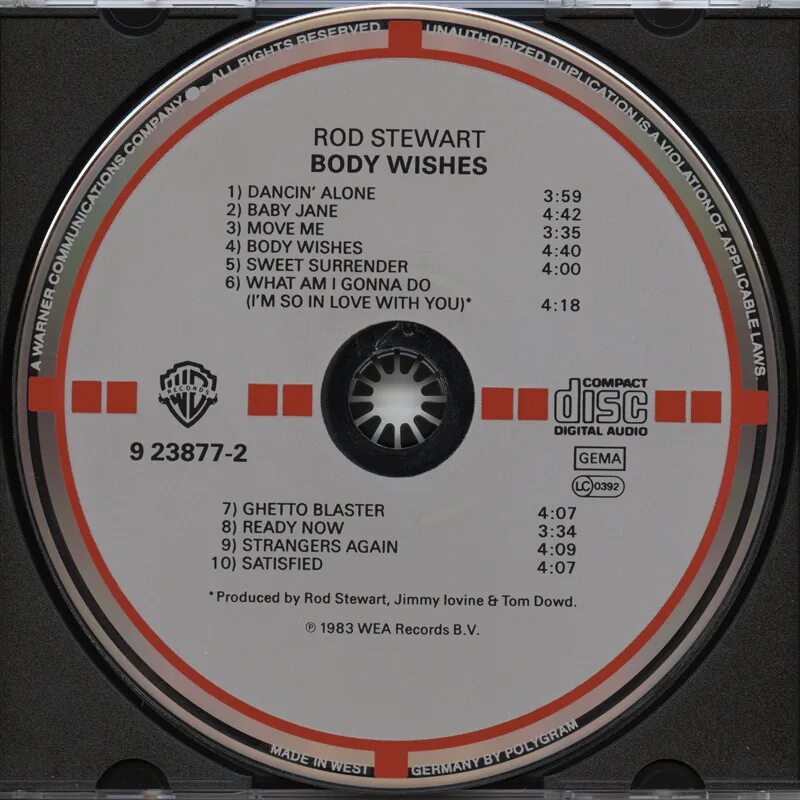 A WARNER COMMUNICATIONS COMPANY. ALL RIGHTS RESERVED
UNAUTHORIZED DUPLICATION IS A VIOLATION OF APPLICABLE LAWS
ROD STEWART
BODY WISHES
1) DANCIN' ALONE 3:59
2) BABY JANE 4:42
3) MOVE ME 3:35
4) BODY WISHES 4:40
5) SWEET SURRENDER 4:00
6) WHAT AM I GONNA DO
(I'M SO IN LOVE WITH YOU)* 4:18
RECORDS
9 23877-2
COMPACT
disc
DIGITAL AUDIO
GEMA
LC 0392
7) GHETTO BLASTER 4:07
8) READY NOW 3:34
9) STRANGERS AGAIN 4:09
10) SATISFIED 4:07
*Produced by Rod Stewart, Jimmy Iovine & Tom Dowd.
℗ 1983 WEA Records B.V.
MADE IN WEST GERMANY BY POLYGRAM